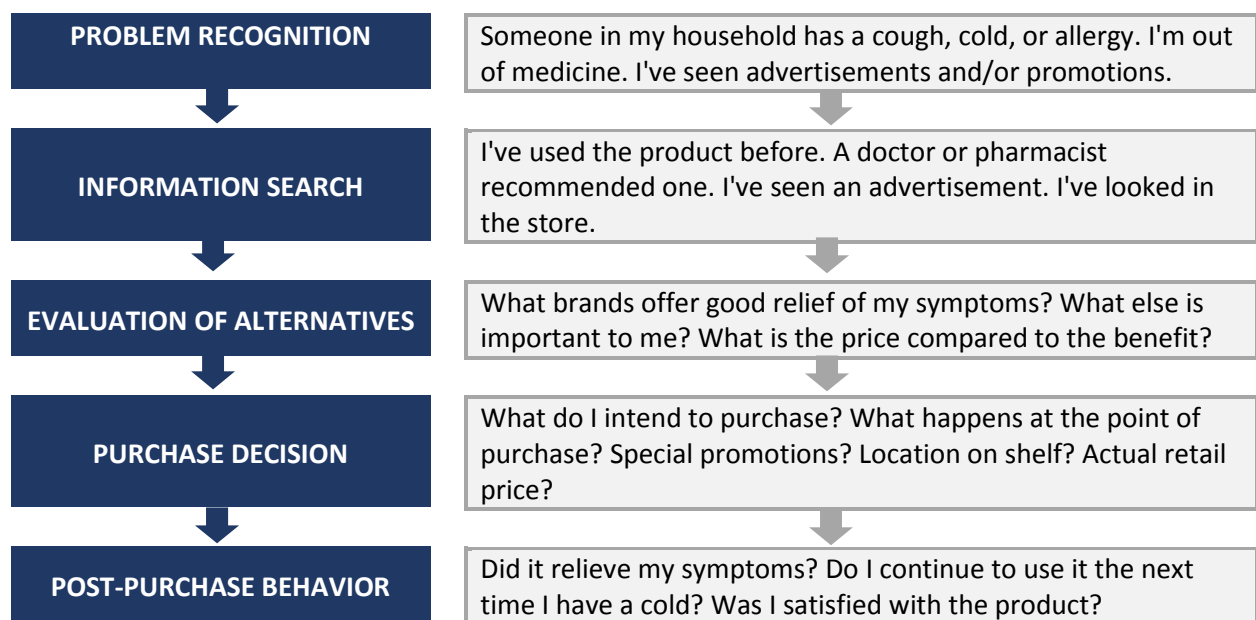 PROBLEM RECOGNITION
Someone in my household has a cough, cold, or allergy. I'm out
of medicine. I've seen advertisements and/or promotions.
INFORMATION SEARCH
I've used the product before. A doctor or pharmacist
recommended one. I've seen an advertisement. I've looked in
the store.
EVALUATION OF ALTERNATIVES
What brands offer good relief of my symptoms? What else is
important to me? What is the price compared to the benefit?
PURCHASE DECISION
What do I intend to purchase? What happens at the point of
purchase? Special promotions? Location on shelf? Actual retail
price?
POST-PURCHASE BEHAVIOR
Did it relieve my symptoms? Do I continue to use it the next
time I have a cold? Was I satisfied with the product?